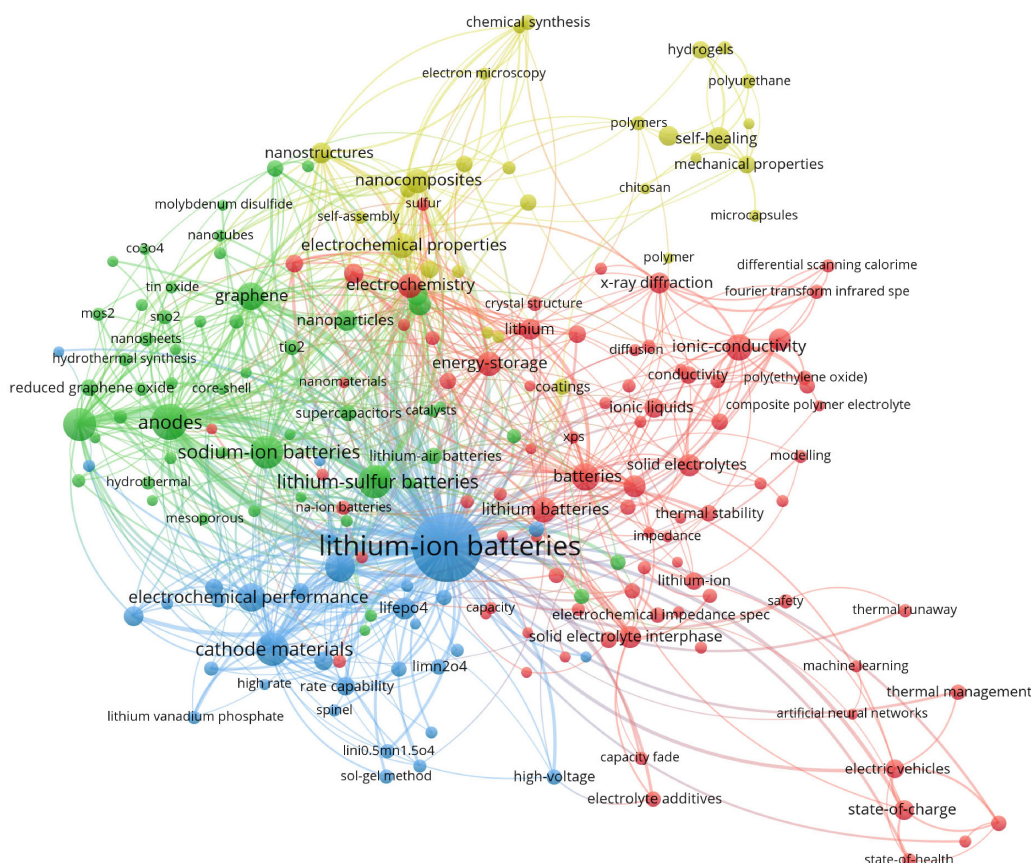 chemical synthesis
hydrogels
electron microscopy
polyurethane
polymers
self-healing
nanostructures
mechanical properties
nanocomposites
chitosan
sulfur
molybdenum disulfide
self-assembly
microcapsules
nanotubes
electrochemical properties
co3o4
polymer
differential scanning calorime
x-ray diffraction
electrochemistry
tin oxide
fourier transform infrared spe
graphene
crystal structure
mos2
sno2
nanoparticles
lithium
nanosheets
tio2
ionic-conductivity
diffusion
hydrothermal synthesis
energy-storage
conductivity
poly(ethylene oxide)
nanomaterials
reduced graphene oxide
core-shell
coatings
composite polymer electrolyte
ionic liquids
supercapacitors
catalysts
anodes
xps
sodium-ion batteries
lithium-air batteries
modelling
solid electrolytes
batteries
hydrothermal
lithium-sulfur batteries
na-ion batteries
lithium batteries
thermal stability
mesoporous
impedance
lithium-ion batteries
lithium-ion
electrochemical performance
safety
lifepo4
capacity
thermal runaway
electrochemical impedance spec
solid electrolyte interphase
cathode materials
machine learning
limn2o4
high rate
rate capability
thermal management
spinel
artificial neural networks
lithium vanadium phosphate
lini0.5mn1.5o4
capacity fade
electric vehicles
sol-gel method
high-voltage
electrolyte additives
state-of-charge
state-of-health